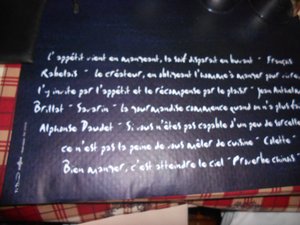 L'appétit vient en mangeant, la soif disparaît en buvant - François
Rabelais - Le créateur, en obligeant l'homme à manger pour vivre
l'y invite par l'appétit et le récompense par le plaisir - Jean Anthelme
Brillat - Savarin - La gourmandise commence quand on n'a plus faim
Alphonse Daudet - Si vous n'êtes pas capable d'un peu de sorcelle
ce n'est pas la peine de vous mêler de cuisine - Colette -
Bien manger, c'est atteindre le ciel - Proverbe chinois -